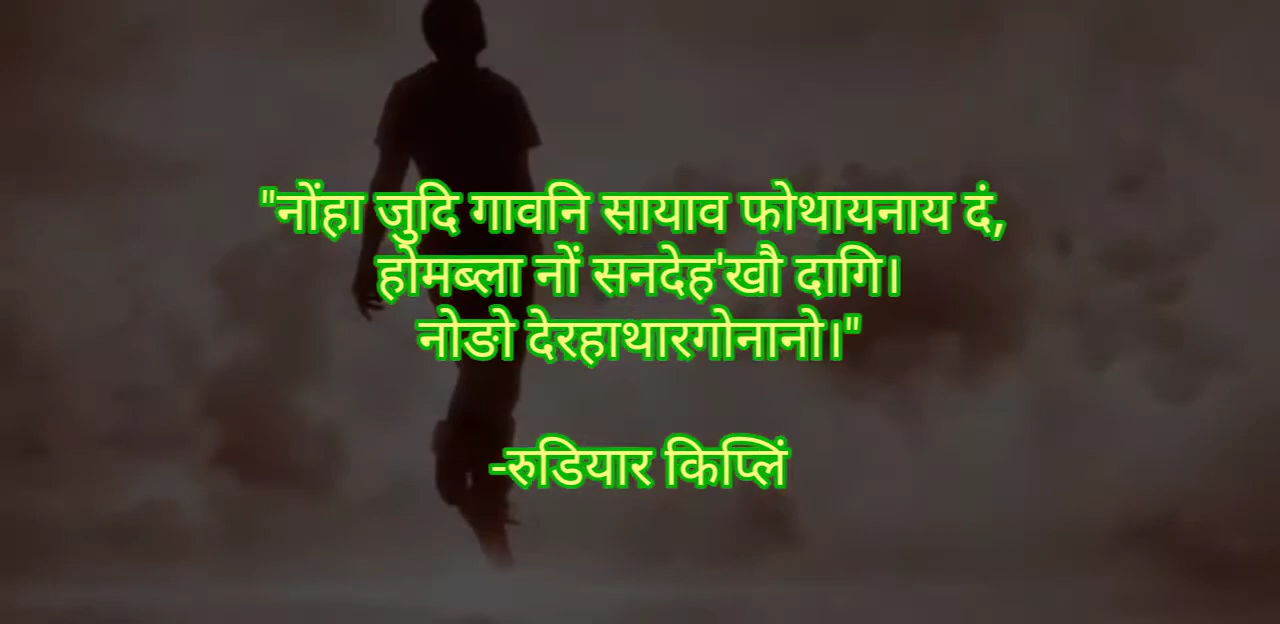 "नोंहा जुदि गावनि सायाव फोथायनाय दं,
होमब्ला नों सनदेह'खौ दागि।
नोङो देरहाथारगोनानो।"
-रुडियार किप्लिं